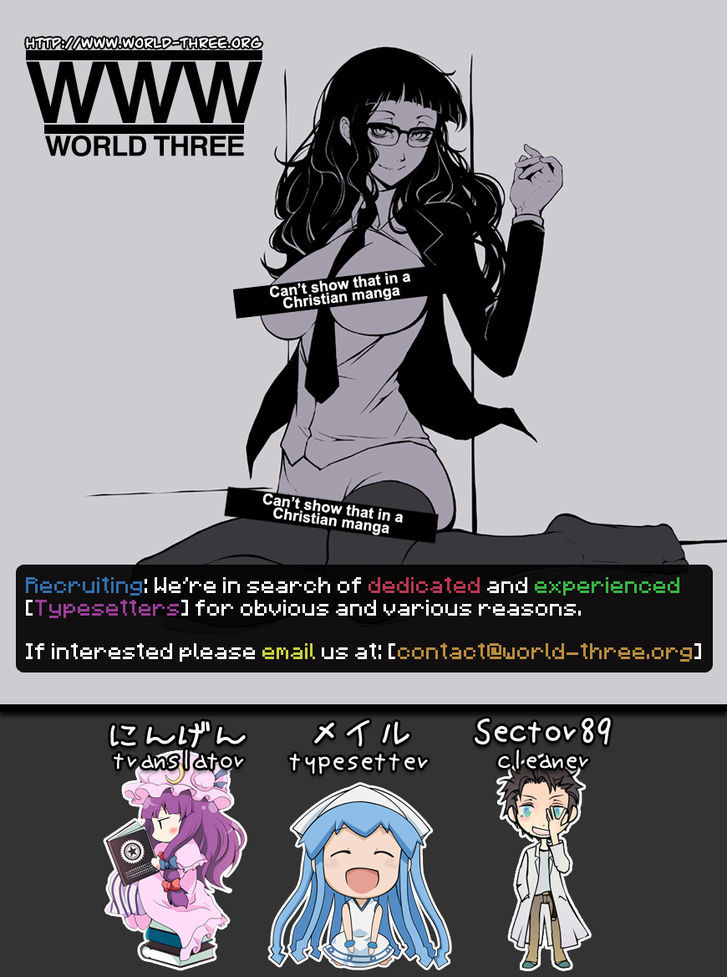 HTTP://WWW.WORLD-THREE.ORG
WWW
WORLD THREE
Can't show that in a
Christian manga
Can't show that in a
Christian manga
Recruiting: We're in search of dedicated and experienced
[Typesetters] for obvious and various reasons.
If interested please email us at: [contact@world-three.org]
にんげん
translator
メイル
typesetter
Sector89
cleaner